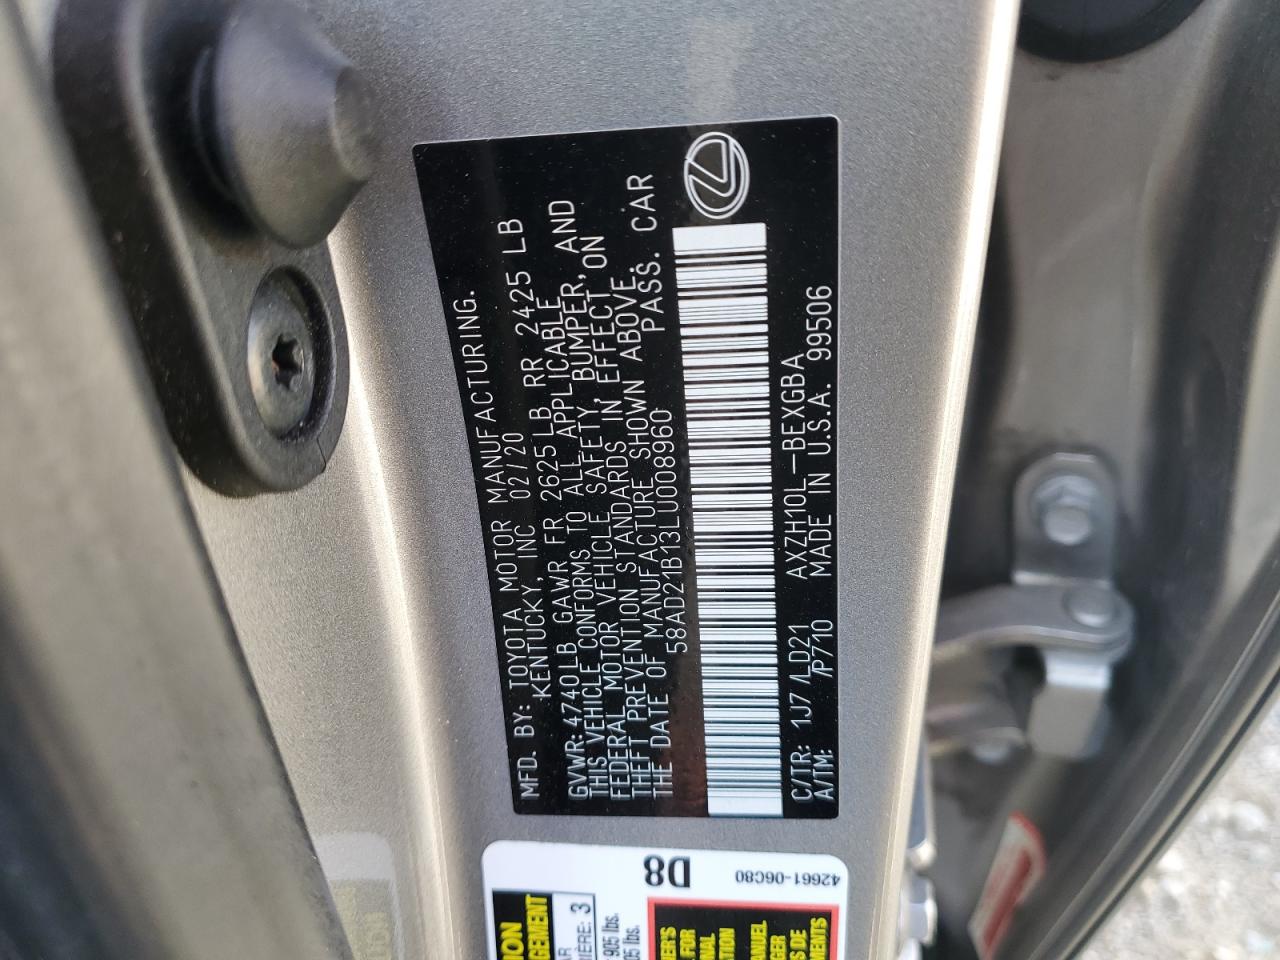 MFD. BY: TOYOTA MOTOR MANUFACTURING.
KENTUCKY, INC 02/20
GVWR: 4740LB GAWR FR 2625LB RR 2425 LB
THIS VEHICLE CONFORMS TO ALL APPLICABLE
FEDERAL MOTOR VEHICLE SAFETY, BUMPER, AND
THEFT PREVENTION STANDARDS IN EFFECT ON
THE DATE OF MANUFACTURE SHOWN ABOVE.
58AD21B13LU008960 PASS. CAR
C/TR: 1J7 /LD21 AXZH10L-BEXGBA
A/TM: /P710 MADE IN U.S.A. 99506
D8
42661-06C80
3
905 lbs.